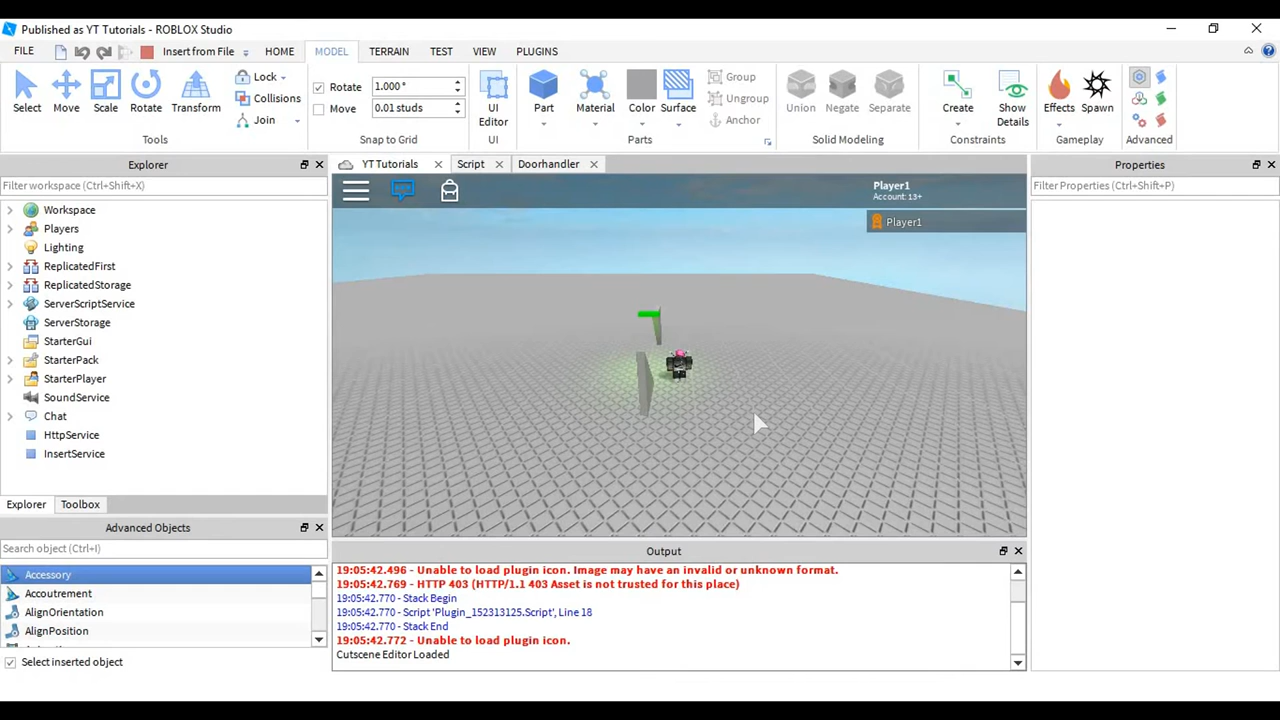 Published as YT Tutorials - ROBLOX Studio
FILE
Insert from File
HOME
MODEL
TERRAIN
TEST
VIEW
PLUGINS
Select
Move
Scale
Rotate
Transform
Lock
Collisions
Join
Tools
Rotate
1.000 °
Move
0.01 studs
Snap to Grid
UI
Editor
UI
Part
Material
Color
Surface
Group
Ungroup
Anchor
Parts
Union
Negate
Separate
Solid Modeling
Create
Show
Details
Constraints
Effects
Spawn
Gameplay
Advanced
Explorer
Filter workspace (Ctrl+Shift+X)
Workspace
Players
Lighting
ReplicatedFirst
ReplicatedStorage
ServerScriptService
ServerStorage
StarterGui
StarterPack
StarterPlayer
SoundService
Chat
HttpService
InsertService
Explorer
Toolbox
Advanced Objects
Search object (Ctrl+I)
Accessory
Accoutrement
AlignOrientation
AlignPosition
Select inserted object
YT Tutorials
Script
Doorhandler
Player1
Account: 13+
Player1
Output
19:05:42.496 - Unable to load plugin icon. Image may have an invalid or unknown format.
19:05:42.769 - HTTP 403 (HTTP/1.1 403 Asset is not trusted for this place)
19:05:42.770 - Stack Begin
19:05:42.770 - Script 'Plugin_152313125.Script', Line 18
19:05:42.770 - Stack End
19:05:42.772 - Unable to load plugin icon.
Cutscene Editor Loaded
Properties
Filter Properties (Ctrl+Shift+P)